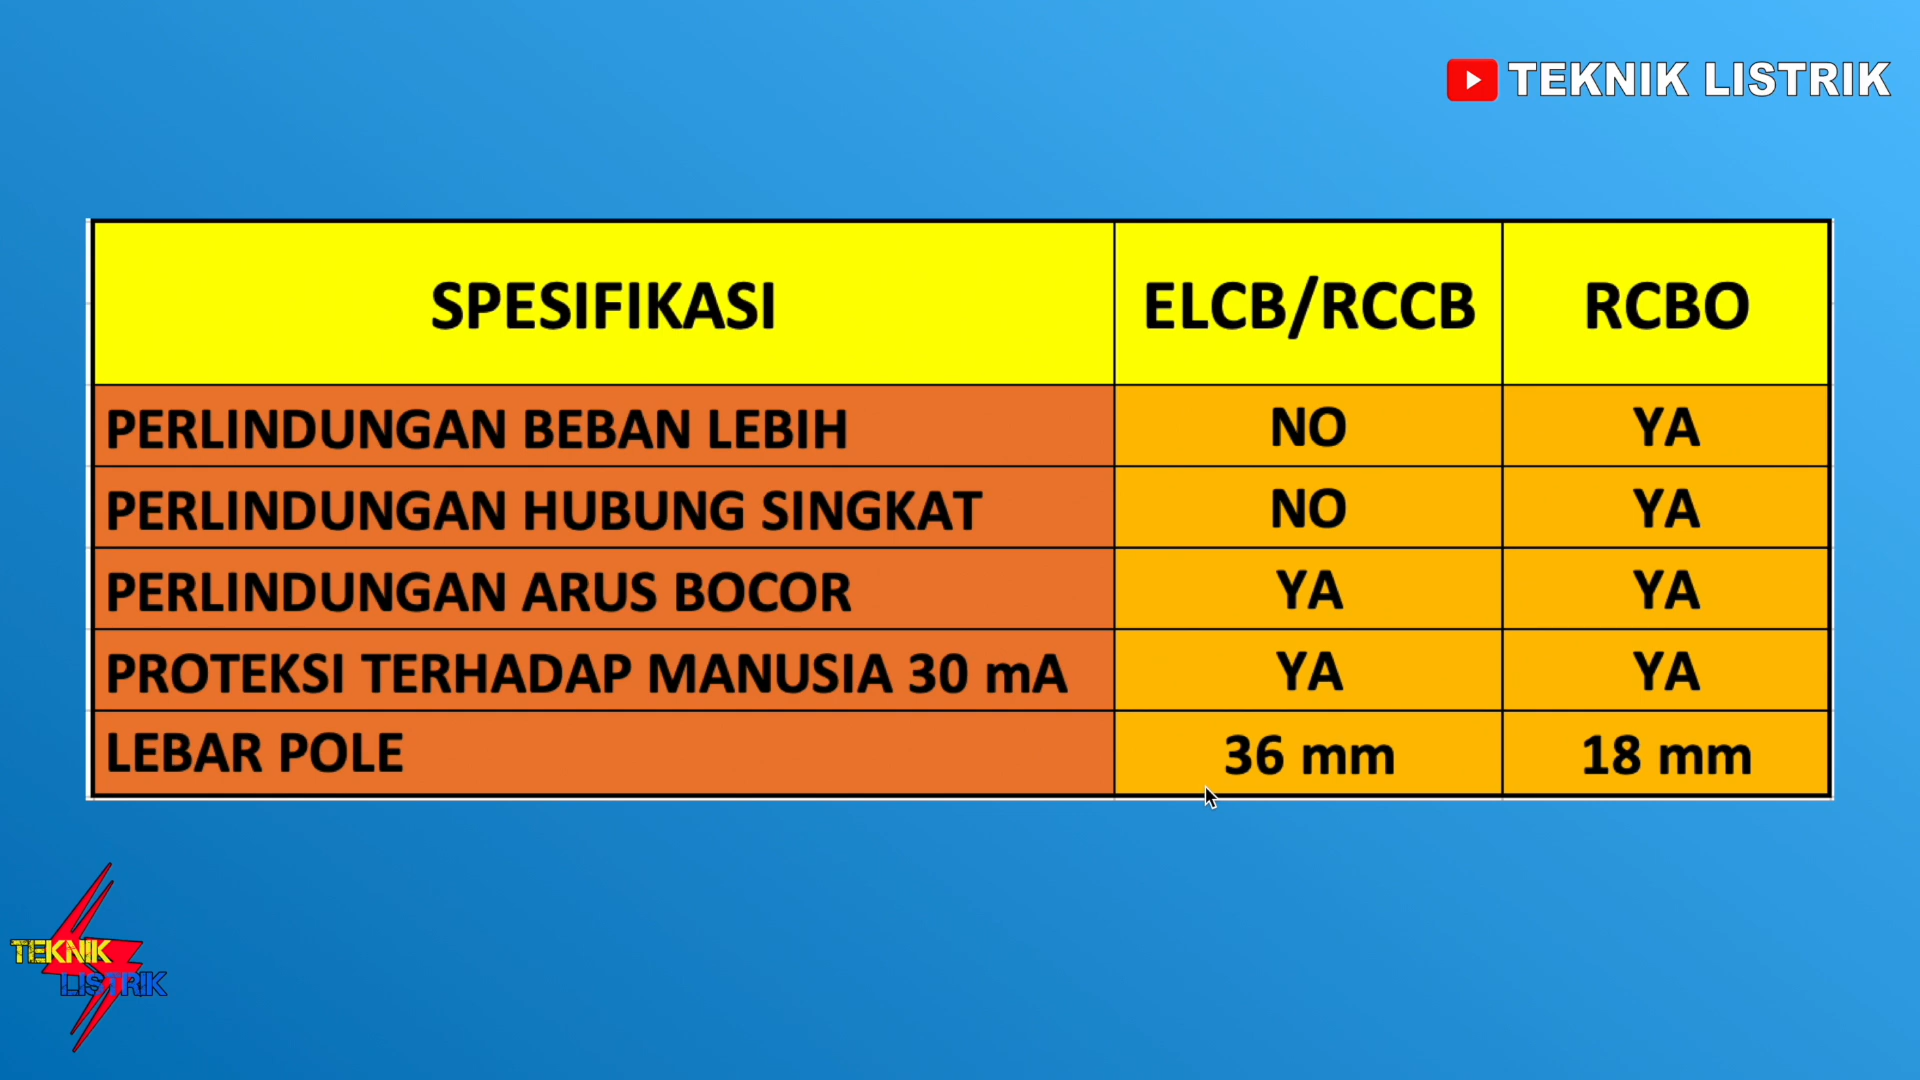 TEKNIK LISTRIK
SPESIFIKASI ELCB/RCCB RCBO
PERLINDUNGAN BEBAN LEBIH NO YA
PERLINDUNGAN HUBUNG SINGKAT NO YA
PERLINDUNGAN ARUS BOCOR YA YA
PROTEKSI TERHADAP MANUSIA 30 mA YA YA
LEBAR POLE 36 mm 18 mm
TEKNIK
LISTRIK